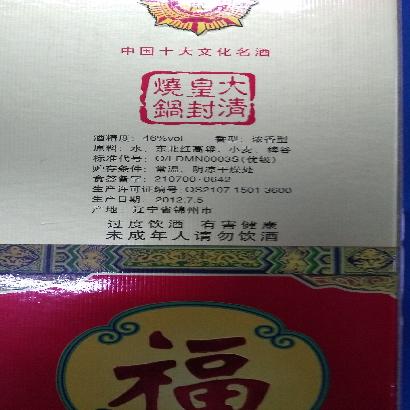 中国十大文化名酒
大清
皇封
燒鍋
酒精度：46%vol 香型：浓香型
原料：水、东北红高粱、小麦、稗谷
标准代号：Q/LDMN0003S(优级)
贮存条件：常温、阴凉干燥处
食签备字：210700-0642
生产许可证编号：QS2107 1501 3600
生产日期 2012.7.5
产地：辽宁省锦州市
过度饮酒 有害健康
未成年人请勿饮酒
福